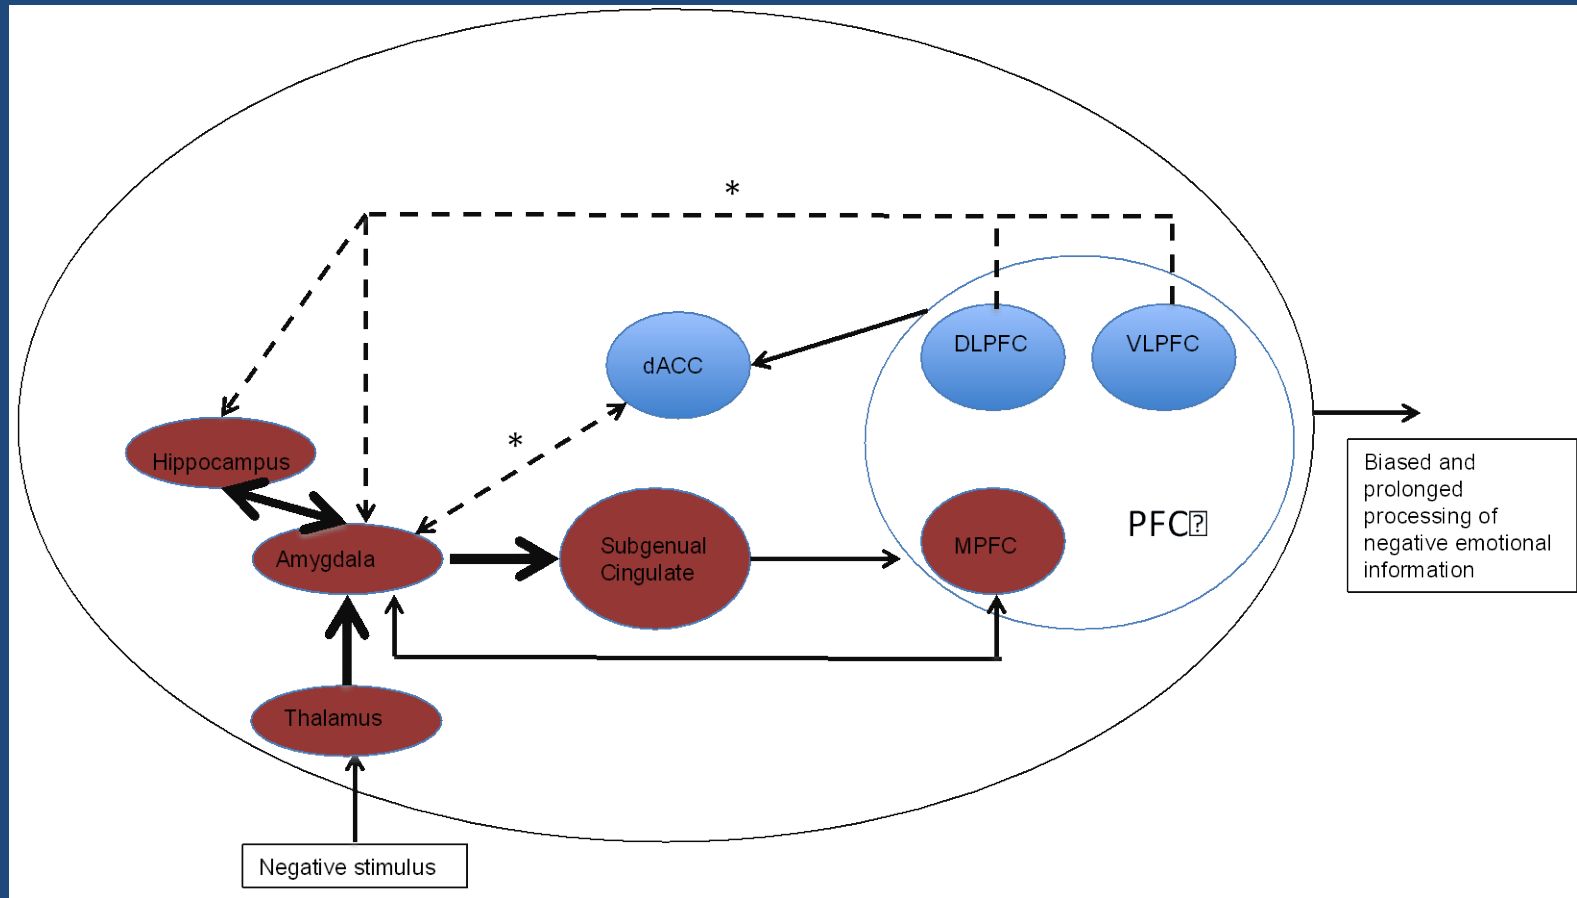 *
DLPFC
VLPFC
dACC
*
Hippocampus
Biased and
prolonged
processing of
negative emotional
information
PFC⍰
Subgenual
Cingulate
MPFC
Amygdala
Thalamus
Negative stimulus